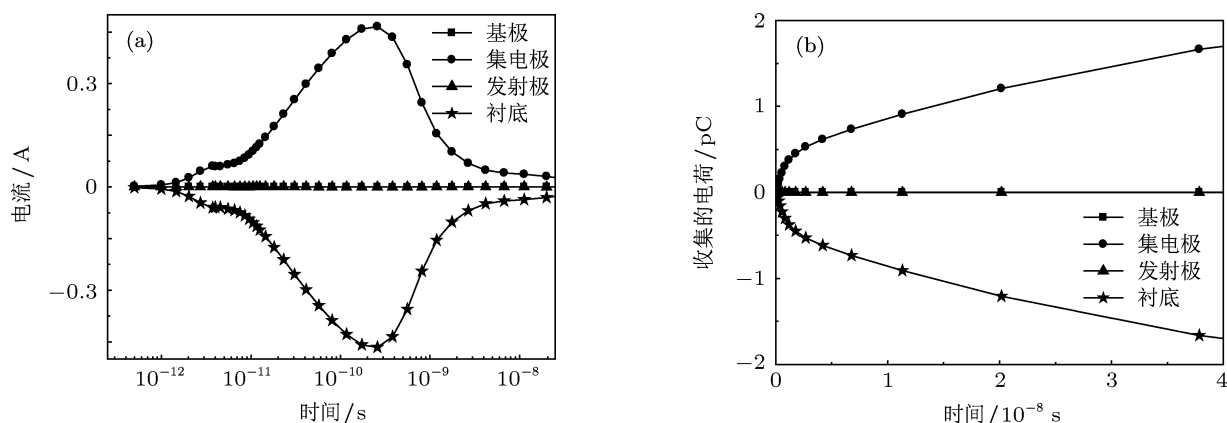 (a)
基极
集电极
发射极
衬底
0.3
0
−0.3
电流/A
10⁻¹²
10⁻¹¹
10⁻¹⁰
10⁻⁹
10⁻⁸
时间/s
(b)
2
1
0
−1
−2
收集的电荷/pC
基极
集电极
发射极
衬底
0
1
2
3
4
时间/10⁻⁸ s